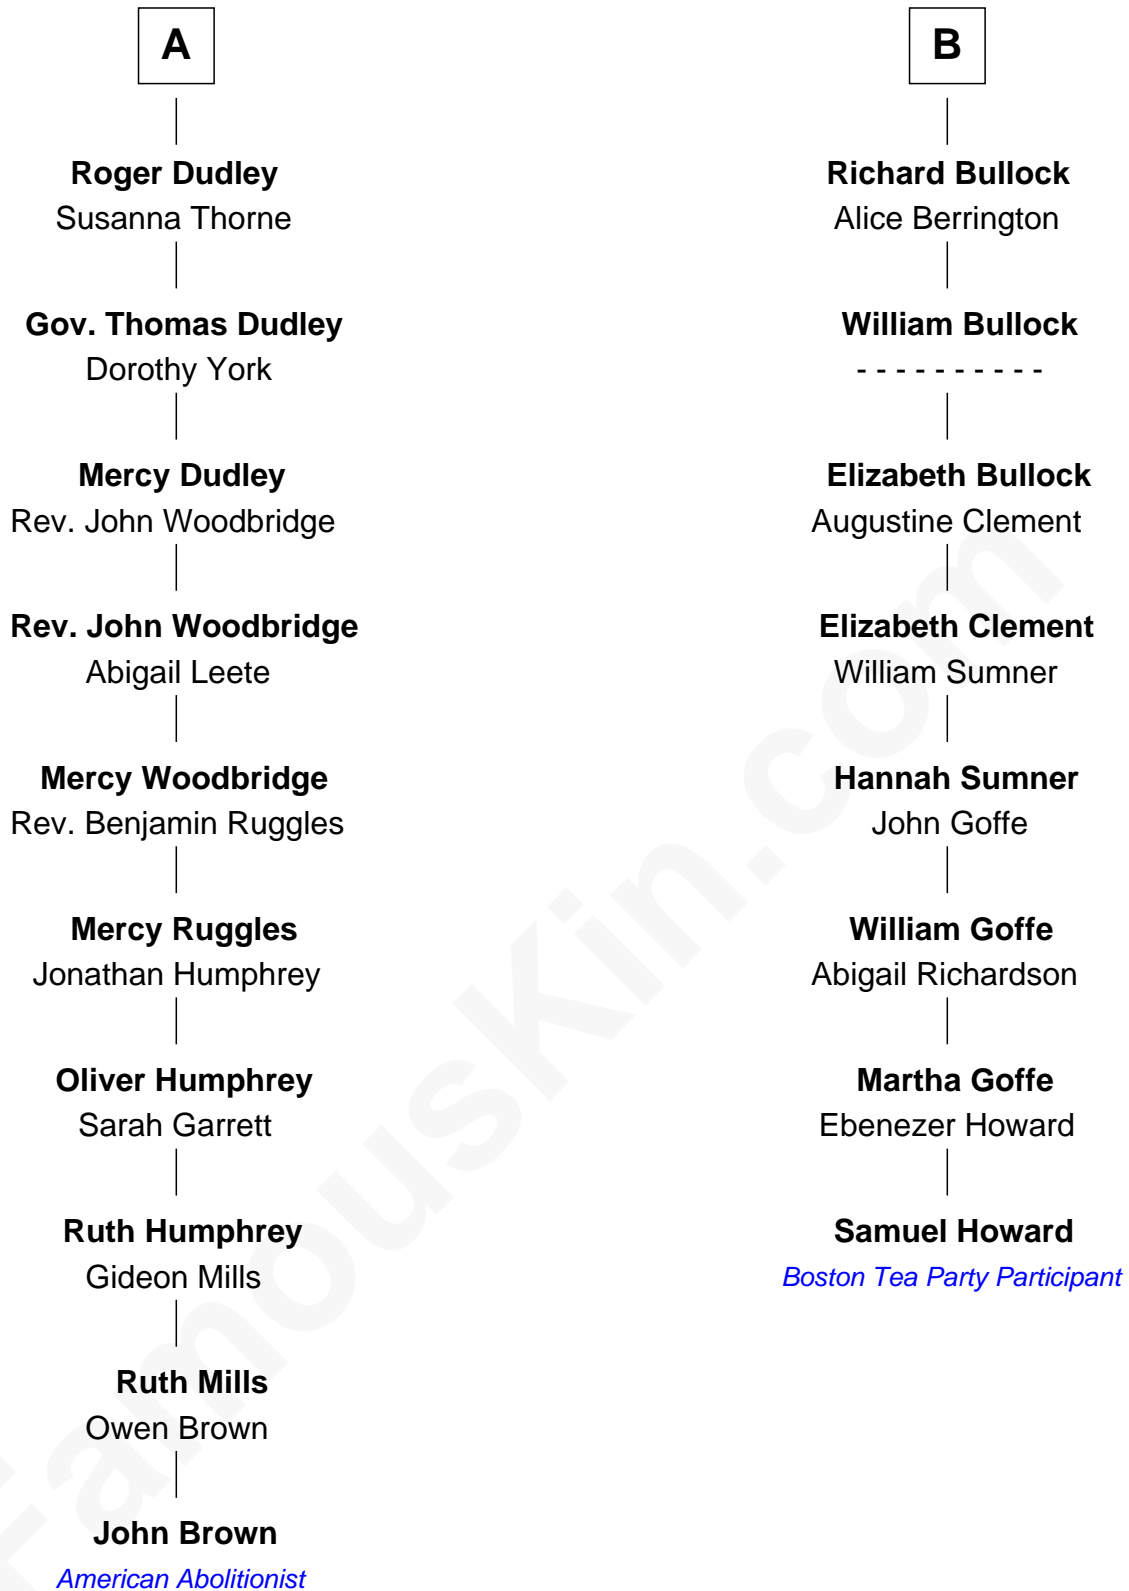 A
Roger Dudley
Susanna Thorne
Gov. Thomas Dudley
Dorothy York
Mercy Dudley
Rev. John Woodbridge
Rev. John Woodbridge
Abigail Leete
Mercy Woodbridge
Rev. Benjamin Ruggles
Mercy Ruggles
Jonathan Humphrey
Oliver Humphrey
Sarah Garrett
Ruth Humphrey
Gideon Mills
Ruth Mills
Owen Brown
John Brown
American Abolitionist
B
Richard Bullock
Alice Berrington
William Bullock
- - - - - - - - - -
Elizabeth Bullock
Augustine Clement
Elizabeth Clement
William Sumner
Hannah Sumner
John Goffe
William Goffe
Abigail Richardson
Martha Goffe
Ebenezer Howard
Samuel Howard
Boston Tea Party Participant
FamousKin.com